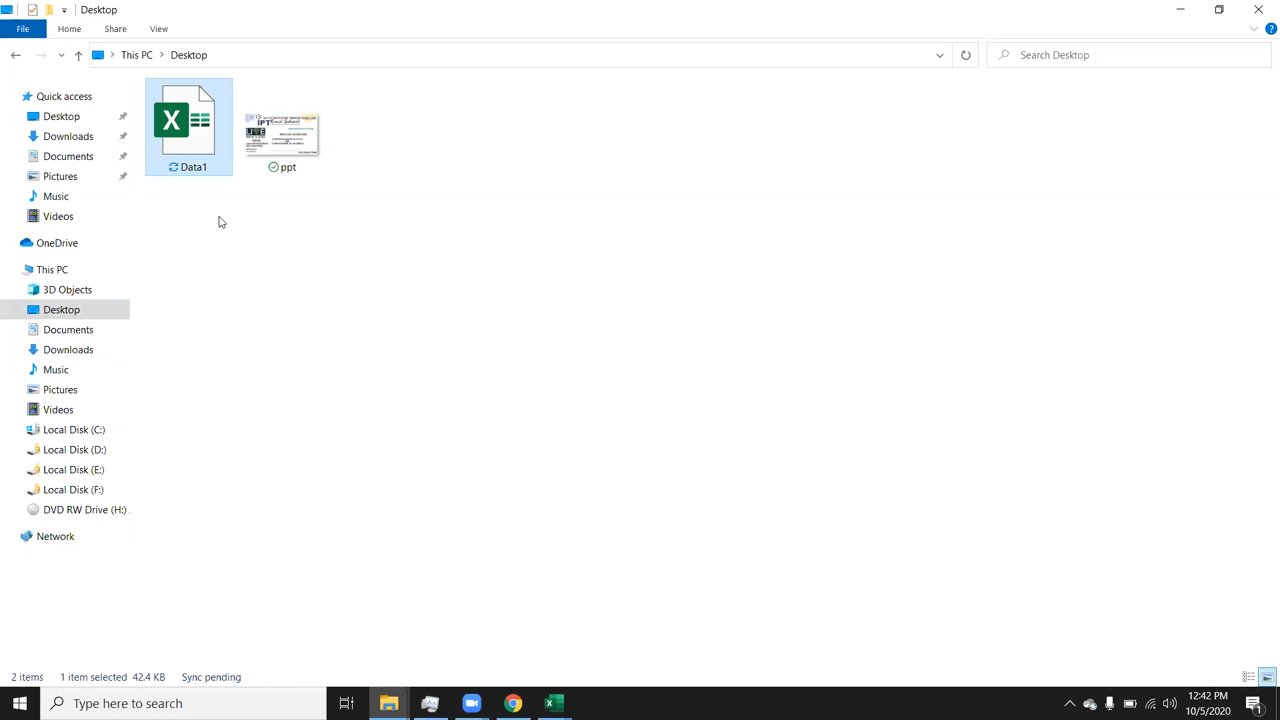 Desktop
File
Home
Share
View
This PC
Desktop
Search Desktop
Quick access
Desktop
Downloads
Documents
Pictures
Music
Videos
OneDrive
This PC
3D Objects
Desktop
Documents
Downloads
Music
Pictures
Videos
Local Disk (C:)
Local Disk (D:)
Local Disk (E:)
Local Disk (F:)
DVD RW Drive (H:)
Network
X
Data1
LIVE
ppt
2 items
1 item selected 42.4 KB
Sync pending
Type here to search
12:42 PM
10/5/2020
1